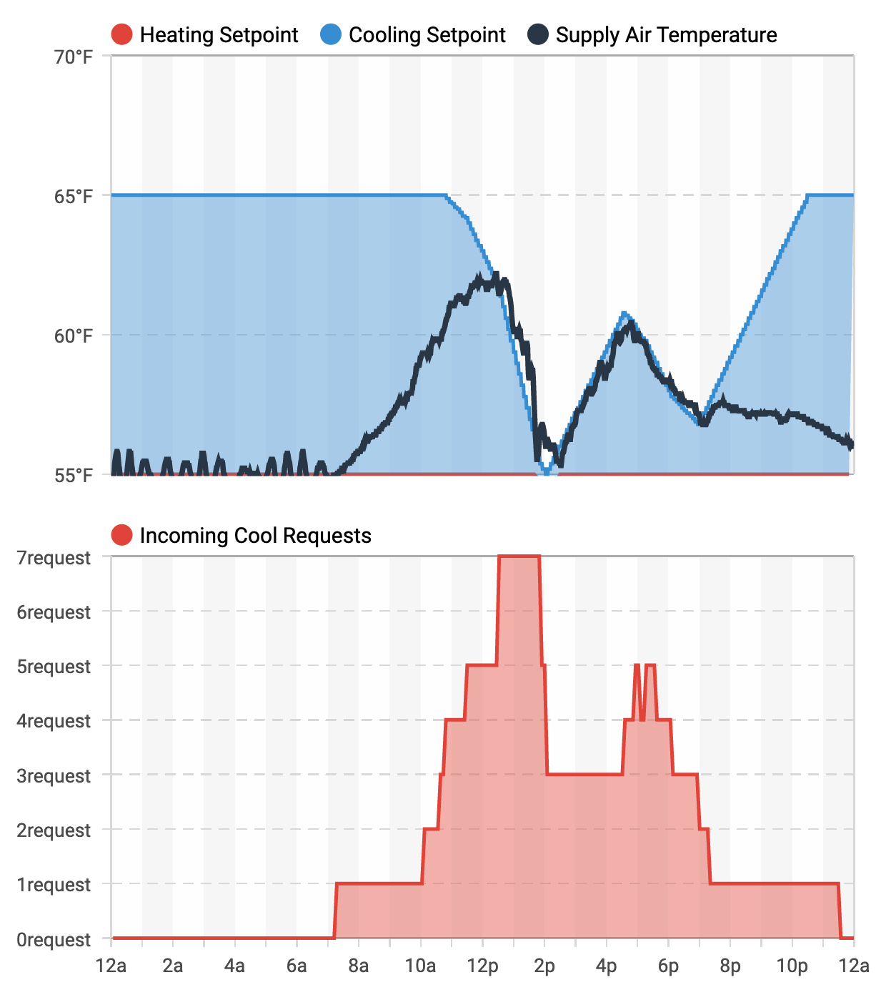 Heating Setpoint Cooling Setpoint Supply Air Temperature
70°F
65°F
60°F
55°F
Incoming Cool Requests
7request
6request
5request
4request
3request
2request
1request
0request
12a 2a 4a 6a 8a 10a 12p 2p 4p 6p 8p 10p 12a